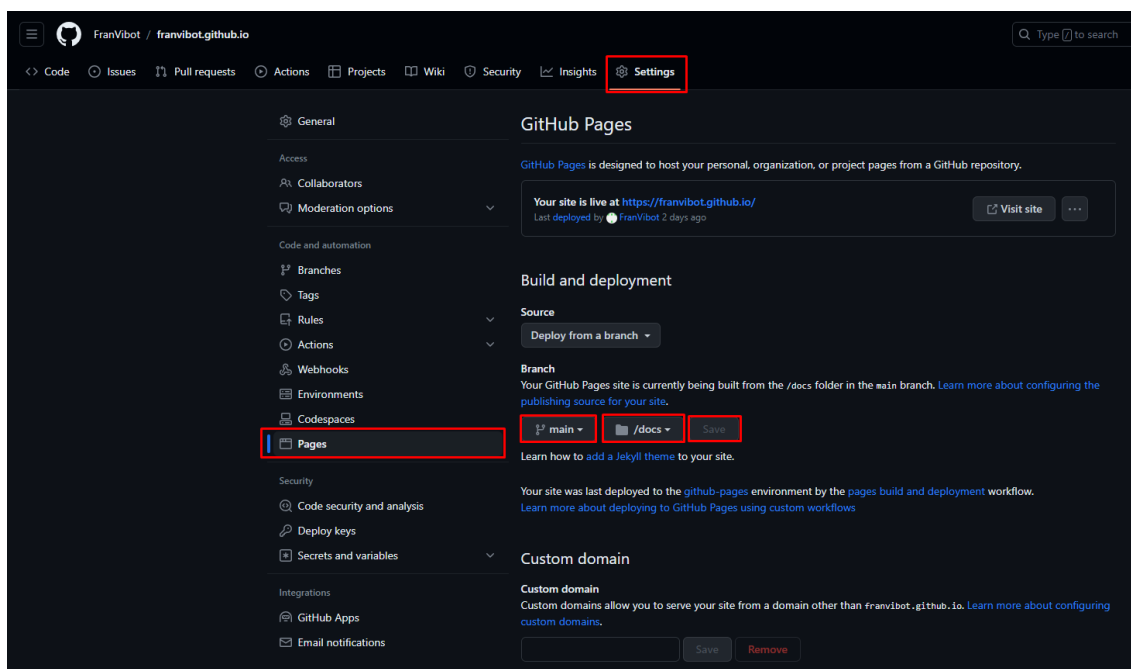 FranVibot / franvibot.github.io
Type / to search
<> Code Issues Pull requests Actions Projects Wiki Security Insights Settings
General
Access
Collaborators
Moderation options
Code and automation
Branches
Tags
Rules
Actions
Webhooks
Environments
Codespaces
Pages
Security
Code security and analysis
Deploy keys
Secrets and variables
Integrations
GitHub Apps
Email notifications
GitHub Pages
GitHub Pages is designed to host your personal, organization, or project pages from a GitHub repository.
Your site is live at https://franvibot.github.io/
Last deployed by FranVibot 2 days ago
Visit site ...
Build and deployment
Source
Deploy from a branch
Branch
Your GitHub Pages site is currently being built from the /docs folder in the main branch. Learn more about configuring the
publishing source for your site.
main /docs Save
Learn how to add a Jekyll theme to your site.
Your site was last deployed to the github-pages environment by the pages build and deployment workflow.
Learn more about deploying to GitHub Pages using custom workflows
Custom domain
Custom domain
Custom domains allow you to serve your site from a domain other than franvibot.github.io. Learn more about configuring
custom domains.
Save Remove